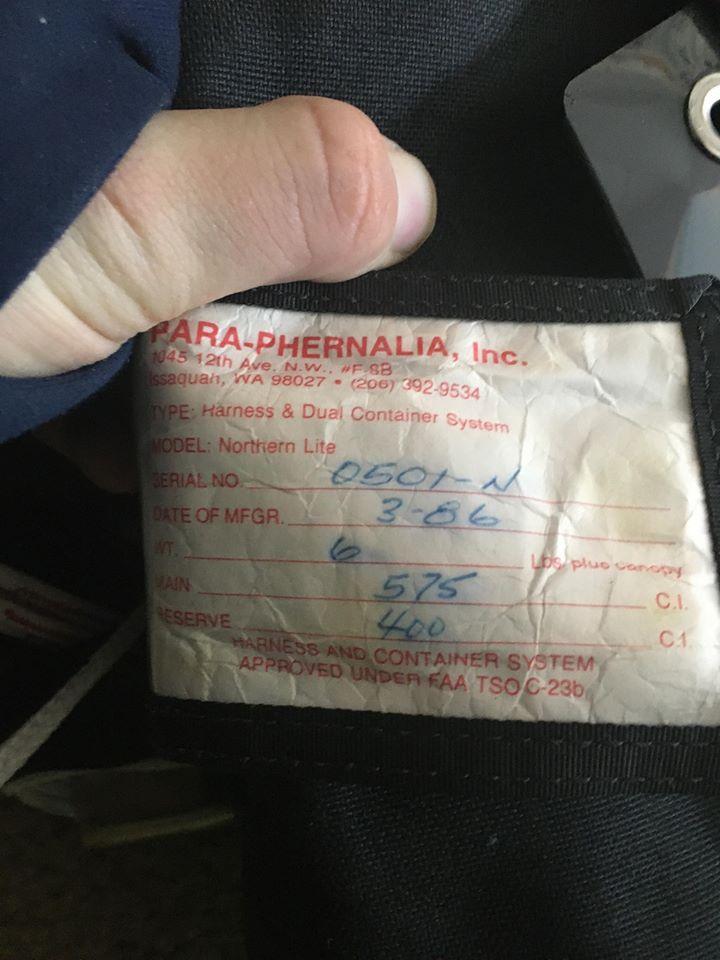 PARA-PHERNALIA, Inc.
1045 12th Ave. N.W., #F-8B
Issaquah, WA 98027 • (206) 392-9534
TYPE: Harness & Dual Container System
MODEL: Northern Lite
SERIAL NO. 0501-N
DATE OF MFGR. 3-86
WT. 6 Lbs. plus canopy
MAIN 575 C.I.
RESERVE 400 C.I.
HARNESS AND CONTAINER SYSTEM
APPROVED UNDER FAA TSO C-23b